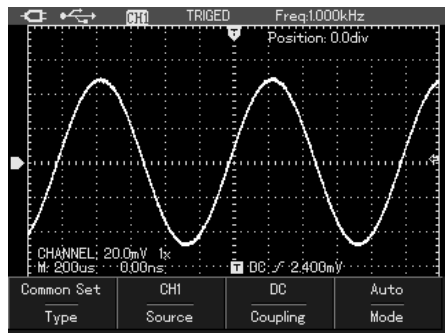 CH1 TRIGED Freq:1.000kHz
T
Position: 0.0div
CHANNEL; 20.0mV 1x
M: 200us; 0.00ns; T DC; 2.400mV
Common Set CH1 DC Auto
Type Source Coupling Mode